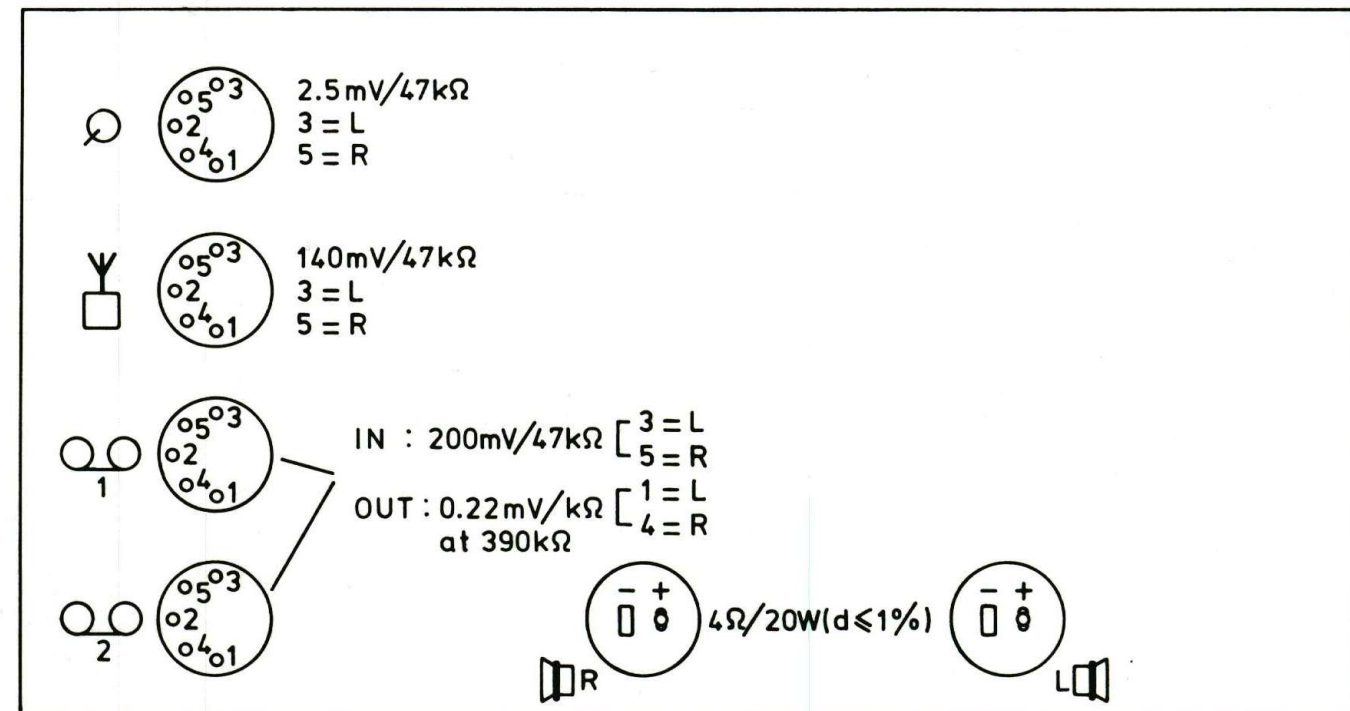 5 3
2
4 1
2.5mV/47kΩ
3 = L
5 = R
5 3
2
4 1
140mV/47kΩ
3 = L
5 = R
5 3
2
4 1
1
IN : 200mV/47kΩ [ 3 = L
5 = R
OUT : 0.22mV/kΩ [ 1 = L
4 = R
at 390kΩ
5 3
2
4 1
2
- +
4Ω/20W(d≤1%)
- +
R
L